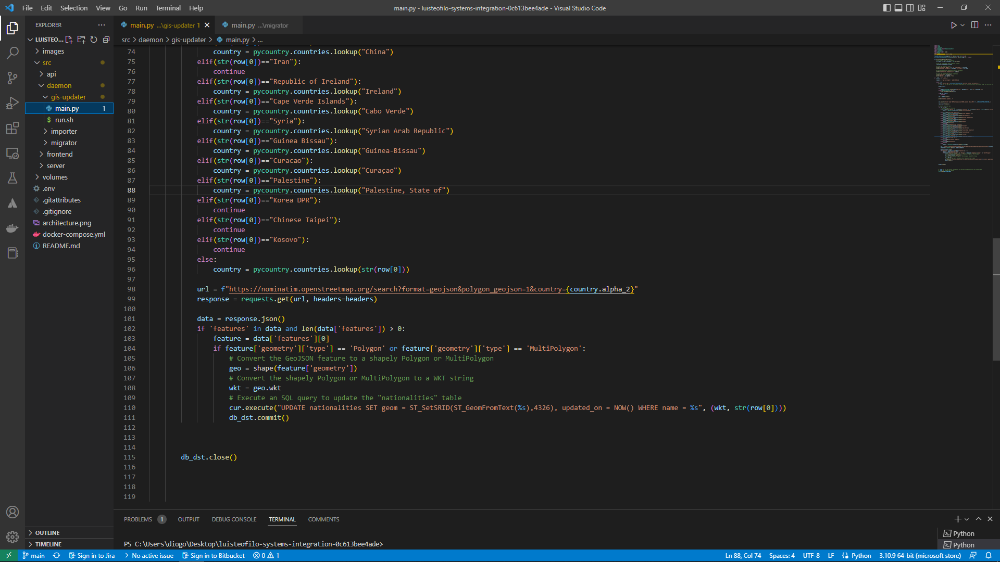 File Edit Selection View Go Run Terminal Help
main.py - luisteofilo-systems-integration-0c613bee4ade - Visual Studio Code
EXPLORER
LUISTEO...
images
src
api
daemon
gis-updater
main.py 1
run.sh
importer
migrator
frontend
server
volumes
.env
.gitattributes
.gitignore
architecture.png
docker-compose.yml
README.md
OUTLINE
TIMELINE
main.py ...\gis-updater 1
main.py ...\migrator
src > daemon > gis-updater > main.py > ...
74 country = pycountry.countries.lookup("China")
75 elif(str(row[0])=="Iran"):
76 continue
77 elif(str(row[0])=="Republic of Ireland"):
78 country = pycountry.countries.lookup("Ireland")
79 elif(str(row[0])=="Cape Verde Islands"):
80 country = pycountry.countries.lookup("Cabo Verde")
81 elif(str(row[0])=="Syria"):
82 country = pycountry.countries.lookup("Syrian Arab Republic")
83 elif(str(row[0])=="Guinea Bissau"):
84 country = pycountry.countries.lookup("Guinea-Bissau")
85 elif(str(row[0])=="Curacao"):
86 country = pycountry.countries.lookup("Curaçao")
87 elif(str(row[0])=="Palestine"):
88 country = pycountry.countries.lookup("Palestine, State of")
89 elif(str(row[0])=="Korea DPR"):
90 continue
91 elif(str(row[0])=="Chinese Taipei"):
92 continue
93 elif(str(row[0])=="Kosovo"):
94 continue
95 else:
96 country = pycountry.countries.lookup(str(row[0]))
97
98 url = f"https://nominatim.openstreetmap.org/search?format=geojson&polygon_geojson=1&country={country.alpha_2}"
99 response = requests.get(url, headers=headers)
100
101 data = response.json()
102 if 'features' in data and len(data['features']) > 0:
103 feature = data['features'][0]
104 if feature['geometry']['type'] == 'Polygon' or feature['geometry']['type'] == 'MultiPolygon':
105 # Convert the GeoJSON feature to a shapely Polygon or MultiPolygon
106 geo = shape(feature['geometry'])
107 # Convert the shapely Polygon or MultiPolygon to a WKT string
108 wkt = geo.wkt
109 # Execute an SQL query to update the "nationalities" table
110 cur.execute("UPDATE nationalities SET geom = ST_SetSRID(ST_GeomFromText(%s),4326), updated_on = NOW() WHERE name = %s", (wkt, str(row[0])))
111 db_dst.commit()
112
113
114
115 db_dst.close()
116
117
118
119
PROBLEMS 1 OUTPUT DEBUG CONSOLE TERMINAL COMMENTS
PS C:\Users\diogo\Desktop\luisteofilo-systems-integration-0c613bee4ade>
Python
Python
main Sign in to Jira No active issue Sign in to Bitbucket 0 1 Ln 88, Col 74 Spaces: 4 UTF-8 LF Python 3.10.9 64-bit (microsoft store)